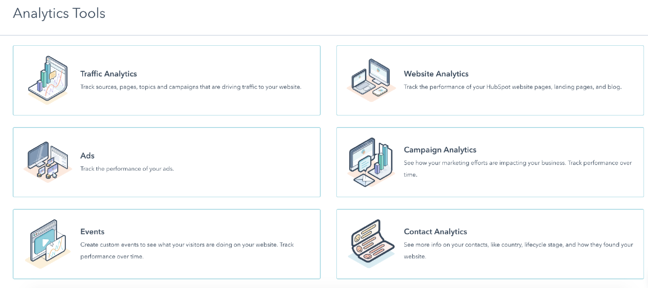 Analytics Tools
Traffic Analytics
Track sources, pages, topics and campaigns that are driving traffic to your website.
Website Analytics
Track the performance of your HubSpot website pages, landing pages, and blog.
Ads
Track the performance of your ads.
Campaign Analytics
See how your marketing efforts are impacting your business. Track performance over
time.
Events
Create custom events to see what your visitors are doing on your website. Track
performance over time.
Contact Analytics
See more info on your contacts, like country, lifecycle stage, and how they found your
website.